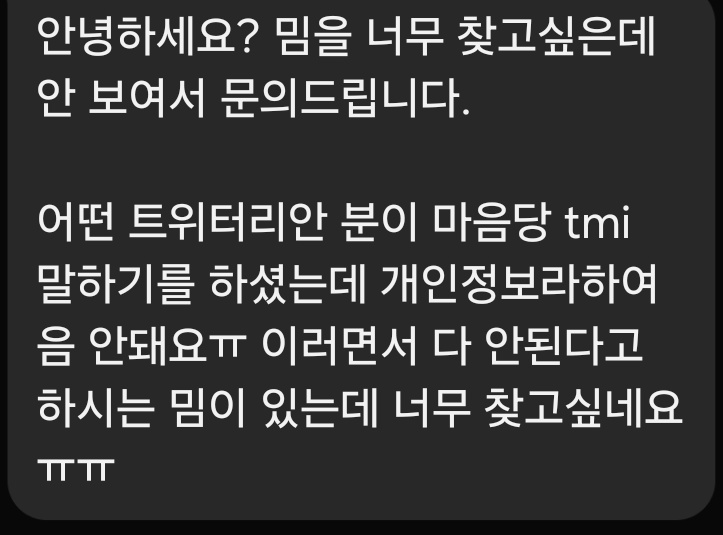 안녕하세요? 밈을 너무 찾고싶은데
안 보여서 문의드립니다.
어떤 트위터리안 분이 마음당 tmi
말하기를 하셨는데 개인정보라하여
음 안돼요ㅠ 이러면서 다 안된다고
하시는 밈이 있는데 너무 찾고싶네요
ㅠㅠ